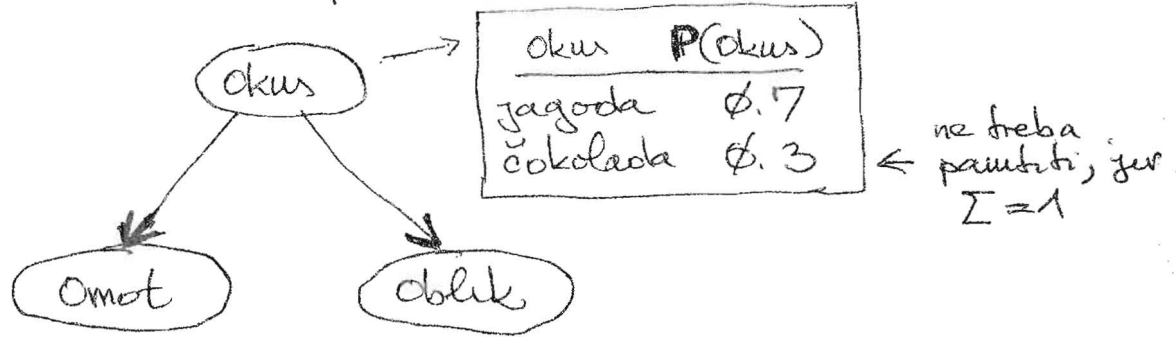 okus
okus P(okus)
jagoda 0.7
čokolada 0.3
← ne treba
pamtiti, jer
Σ = 1
Omot
Oblik